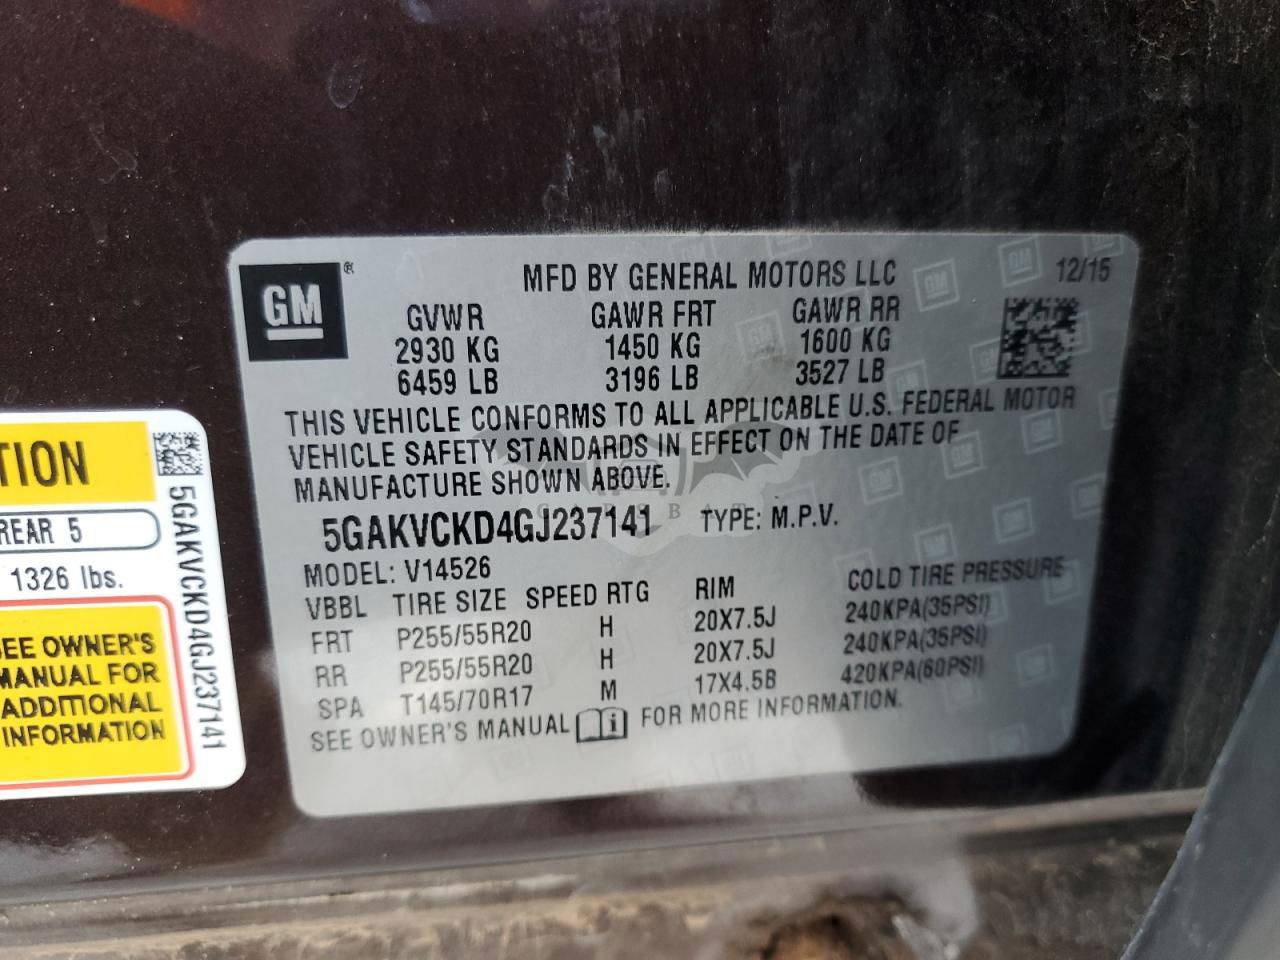 GM
®
MFD BY GENERAL MOTORS LLC
12/15
GVWR GAWR FRT GAWR RR
2930 KG 1450 KG 1600 KG
6459 LB 3196 LB 3527 LB
THIS VEHICLE CONFORMS TO ALL APPLICABLE U.S. FEDERAL MOTOR
VEHICLE SAFETY STANDARDS IN EFFECT ON THE DATE OF
MANUFACTURE SHOWN ABOVE.
5GAKVCKD4GJ237141 TYPE: M.P.V.
MODEL: V14526
VBBL TIRE SIZE SPEED RTG RIM COLD TIRE PRESSURE
FRT P255/55R20 H 20X7.5J 240KPA(35PSI)
RR P255/55R20 H 20X7.5J 240KPA(35PSI)
SPA T145/70R17 M 17X4.5B 420KPA(60PSI)
SEE OWNER'S MANUAL i FOR MORE INFORMATION.
TION
REAR 5
1326 lbs.
SEE OWNER'S
MANUAL FOR
ADDITIONAL
INFORMATION
5GAKVCKD4GJ237141